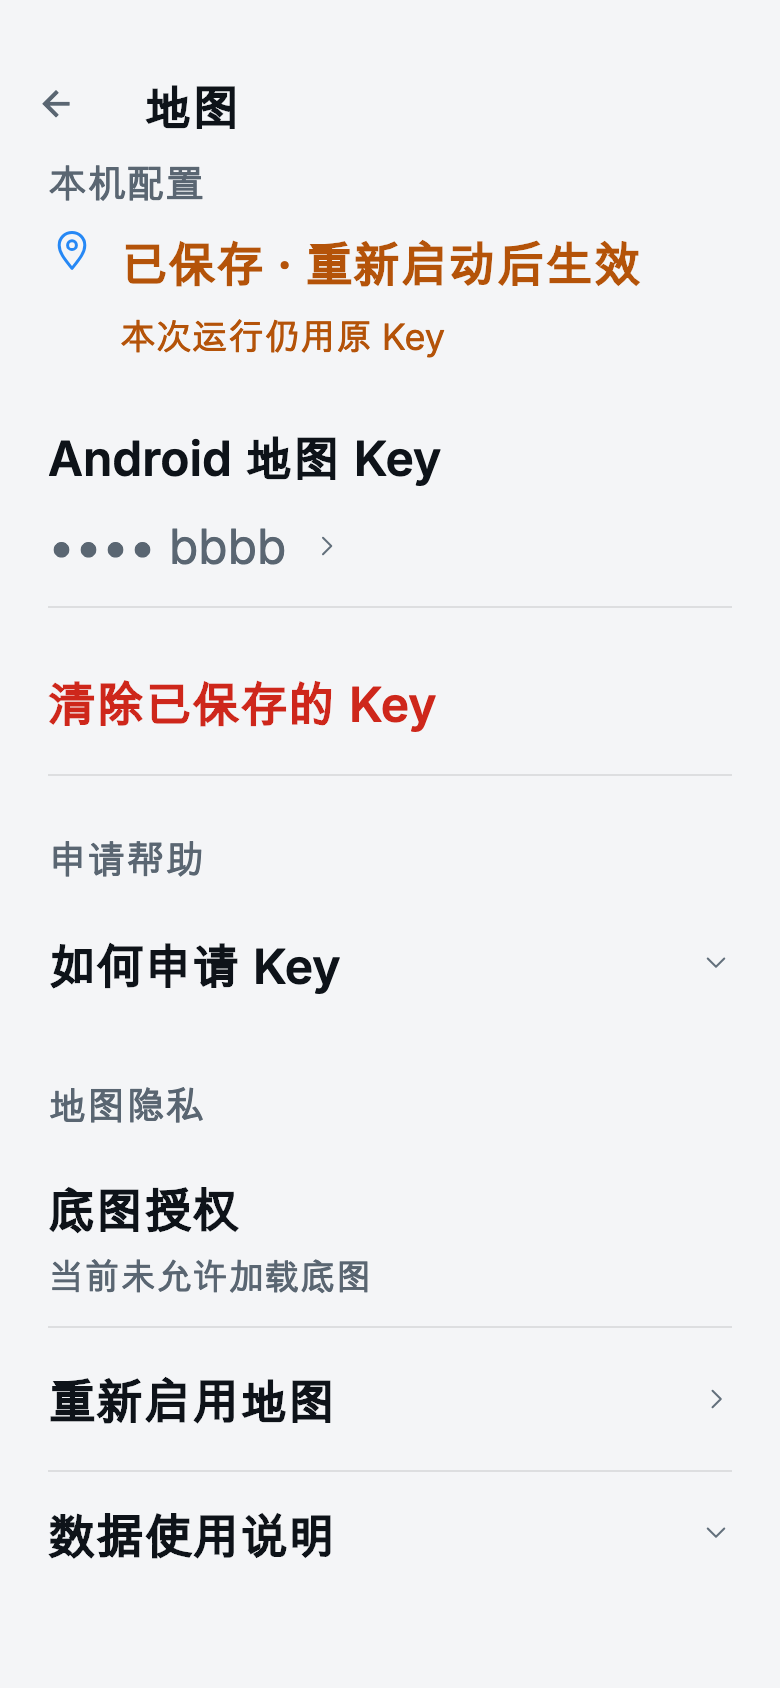 地图
本机配置
已保存 · 重新启动后生效
本次运行仍用原 Key
Android 地图 Key
•••• bbbb
清除已保存的 Key
申请帮助
如何申请 Key
地图隐私
底图授权
当前未允许加载底图
重新启用地图
数据使用说明